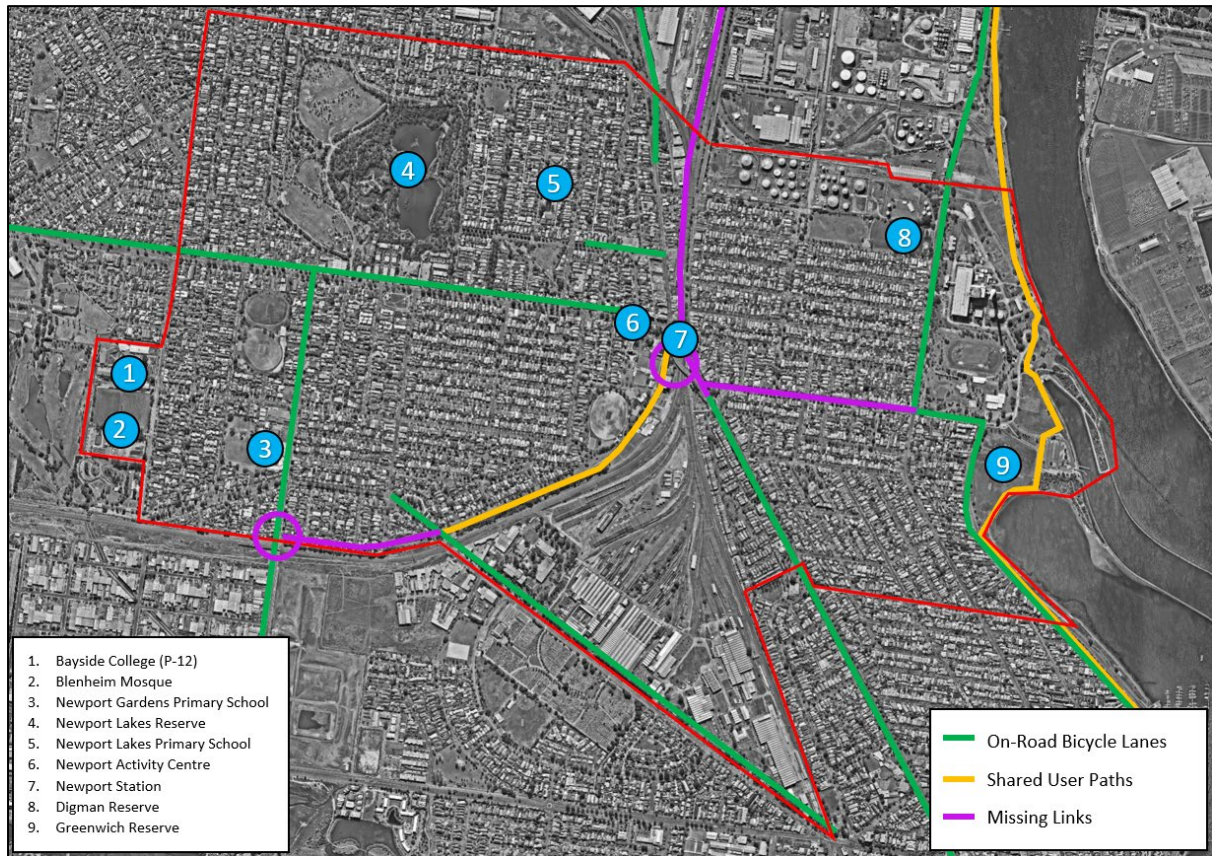 4
5
8
6
7
1
2
3
9
1. Bayside College (P-12)
2. Blenheim Mosque
3. Newport Gardens Primary School
4. Newport Lakes Reserve
5. Newport Lakes Primary School
6. Newport Activity Centre
7. Newport Station
8. Digman Reserve
9. Greenwich Reserve
On-Road Bicycle Lanes
Shared User Paths
Missing Links